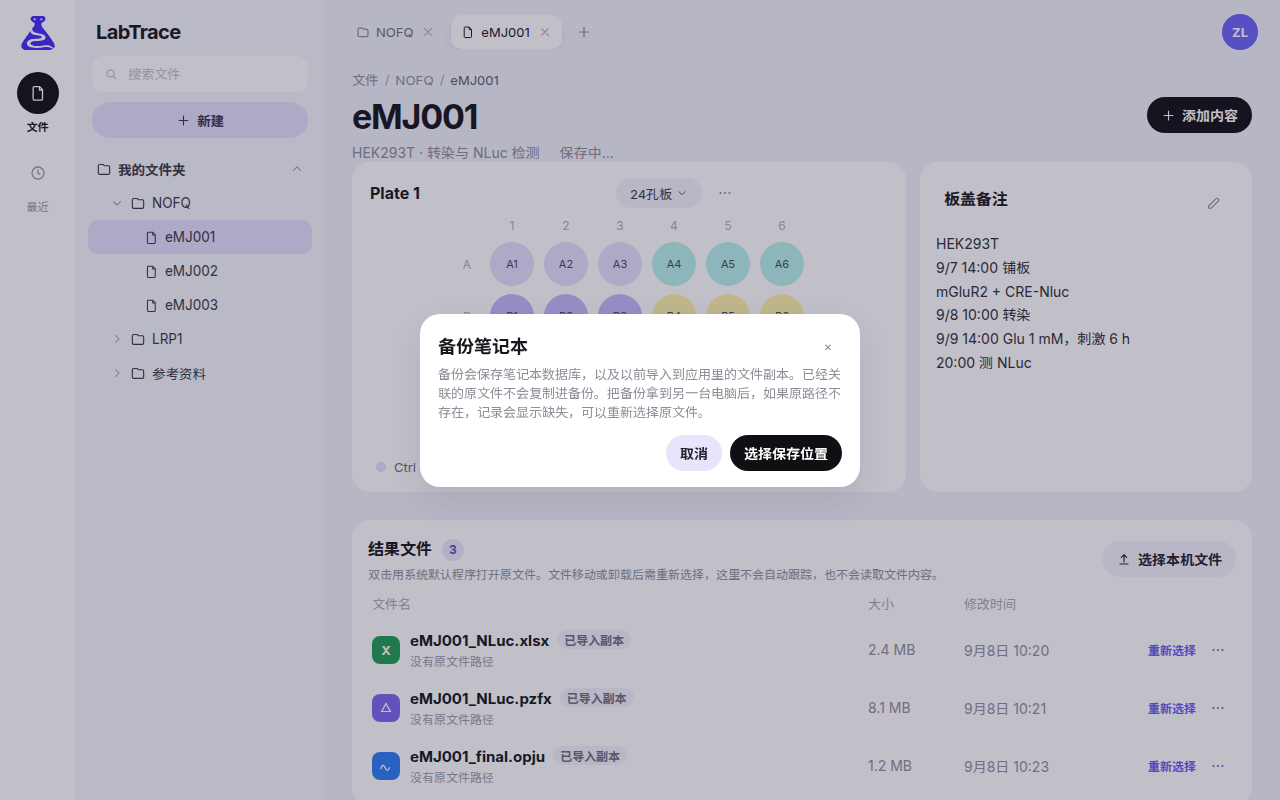 LabTrace
搜索文件
新建
文件
最近
我的文件夹
NOFQ
eMJ001
eMJ002
eMJ003
LRP1
参考资料
NOFQ
eMJ001
ZL
文件 / NOFQ / eMJ001
eMJ001
添加内容
HEK293T · 转染与 NLuc 检测 保存中...
Plate 1
24孔板
1 2 3 4 5 6
A A1 A2 A3 A4 A5 A6
Ctrl
板盖备注
HEK293T
9/7 14:00 铺板
mGluR2 + CRE-Nluc
9/8 10:00 转染
9/9 14:00 Glu 1 mM，刺激 6 h
20:00 测 NLuc
备份笔记本
备份会保存笔记本数据库，以及以前导入到应用里的文件副本。已经关
联的原文件不会复制进备份。把备份拿到另一台电脑后，如果原路径不
存在，记录会显示缺失，可以重新选择原文件。
取消
选择保存位置
结果文件 3
双击用系统默认程序打开原文件。文件移动或卸载后需重新选择，这里不会自动跟踪，也不会读取文件内容。
选择本机文件
文件名 大小 修改时间
X
eMJ001_NLuc.xlsx 已导入副本
没有原文件路径
2.4 MB 9月8日 10:20 重新选择
eMJ001_NLuc.pzfx 已导入副本
没有原文件路径
8.1 MB 9月8日 10:21 重新选择
eMJ001_final.opju 已导入副本
没有原文件路径
1.2 MB 9月8日 10:23 重新选择